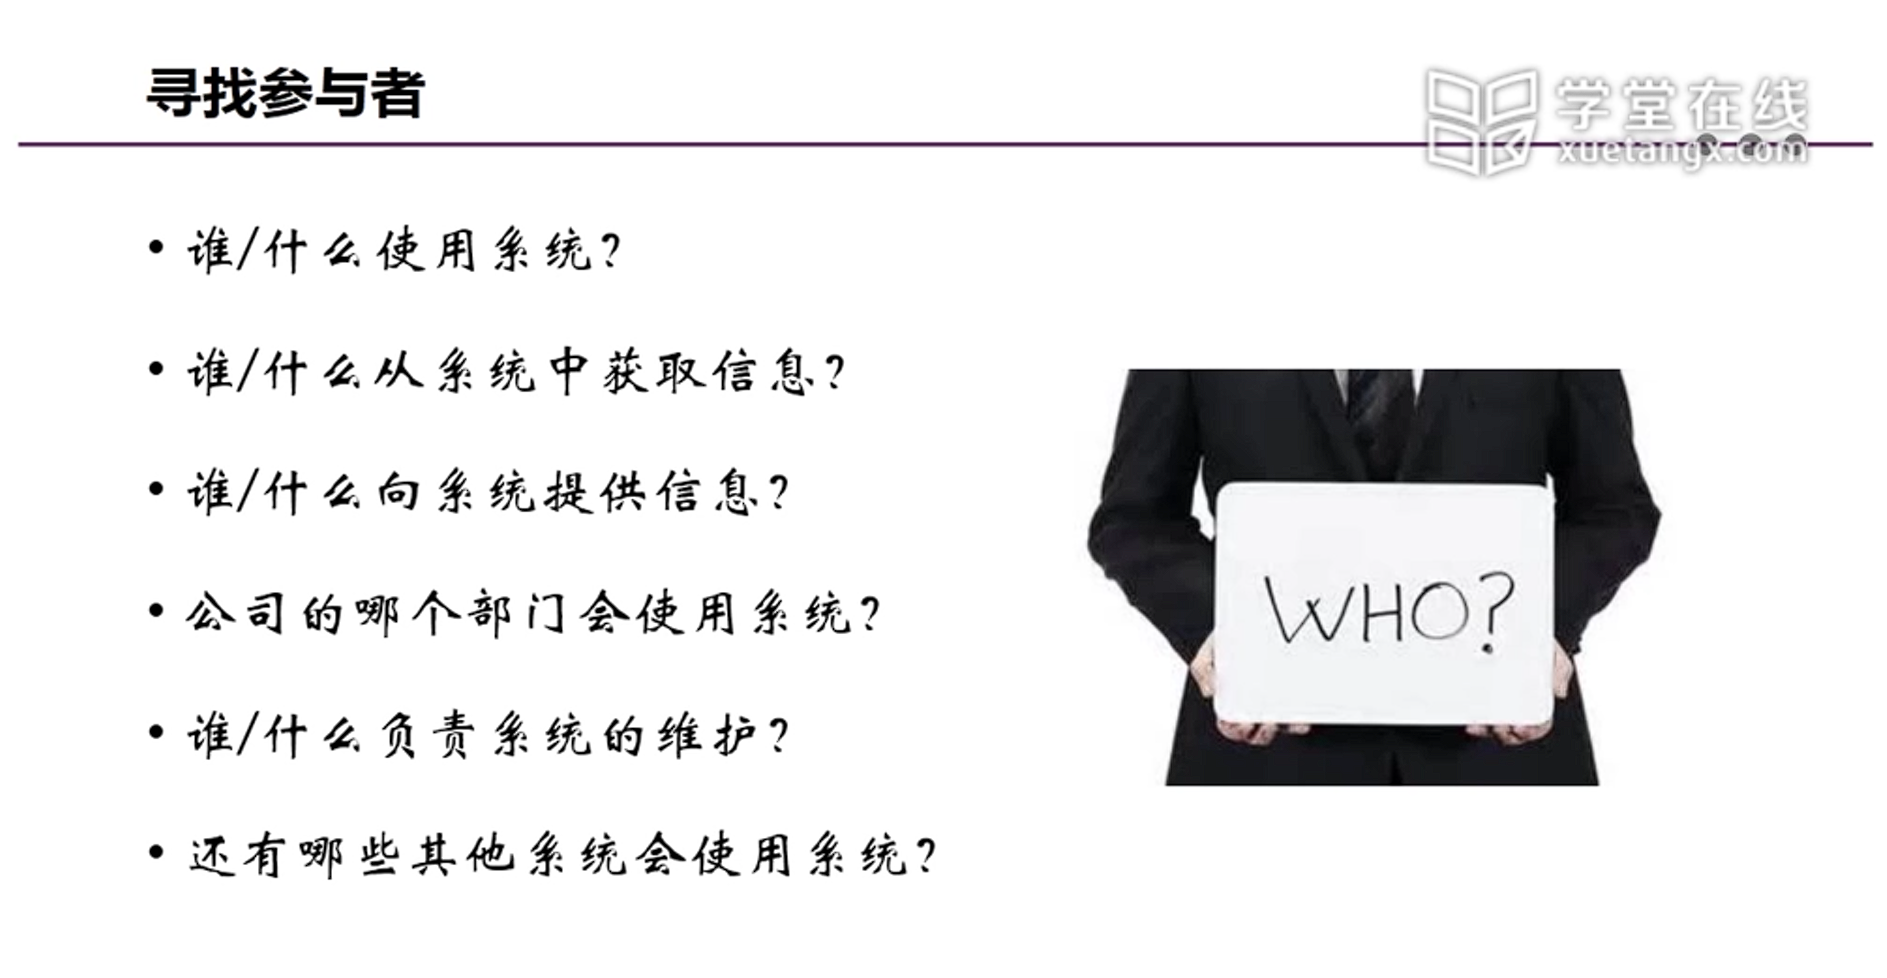 寻找参与者
学堂在线
xuetangx.com
• 谁/什么使用系统?
• 谁/什么从系统中获取信息?
• 谁/什么向系统提供信息?
• 公司的哪个部门会使用系统?
• 谁/什么负责系统的维护?
• 还有哪些其他系统会使用系统?
WHO?